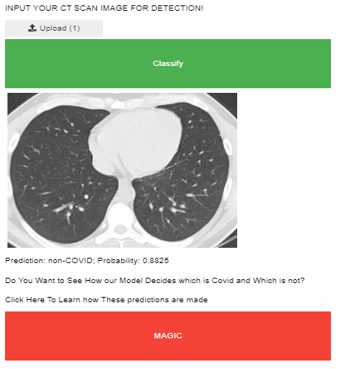 INPUT YOUR CT SCAN IMAGE FOR DETECTION!
Upload (1)
Classify
Prediction: non-COVID; Probability: 0.8825
Do You Want to See How our Model Decides which is Covid and Which is not?
Click Here To Learn how These predictions are made
MAGIC